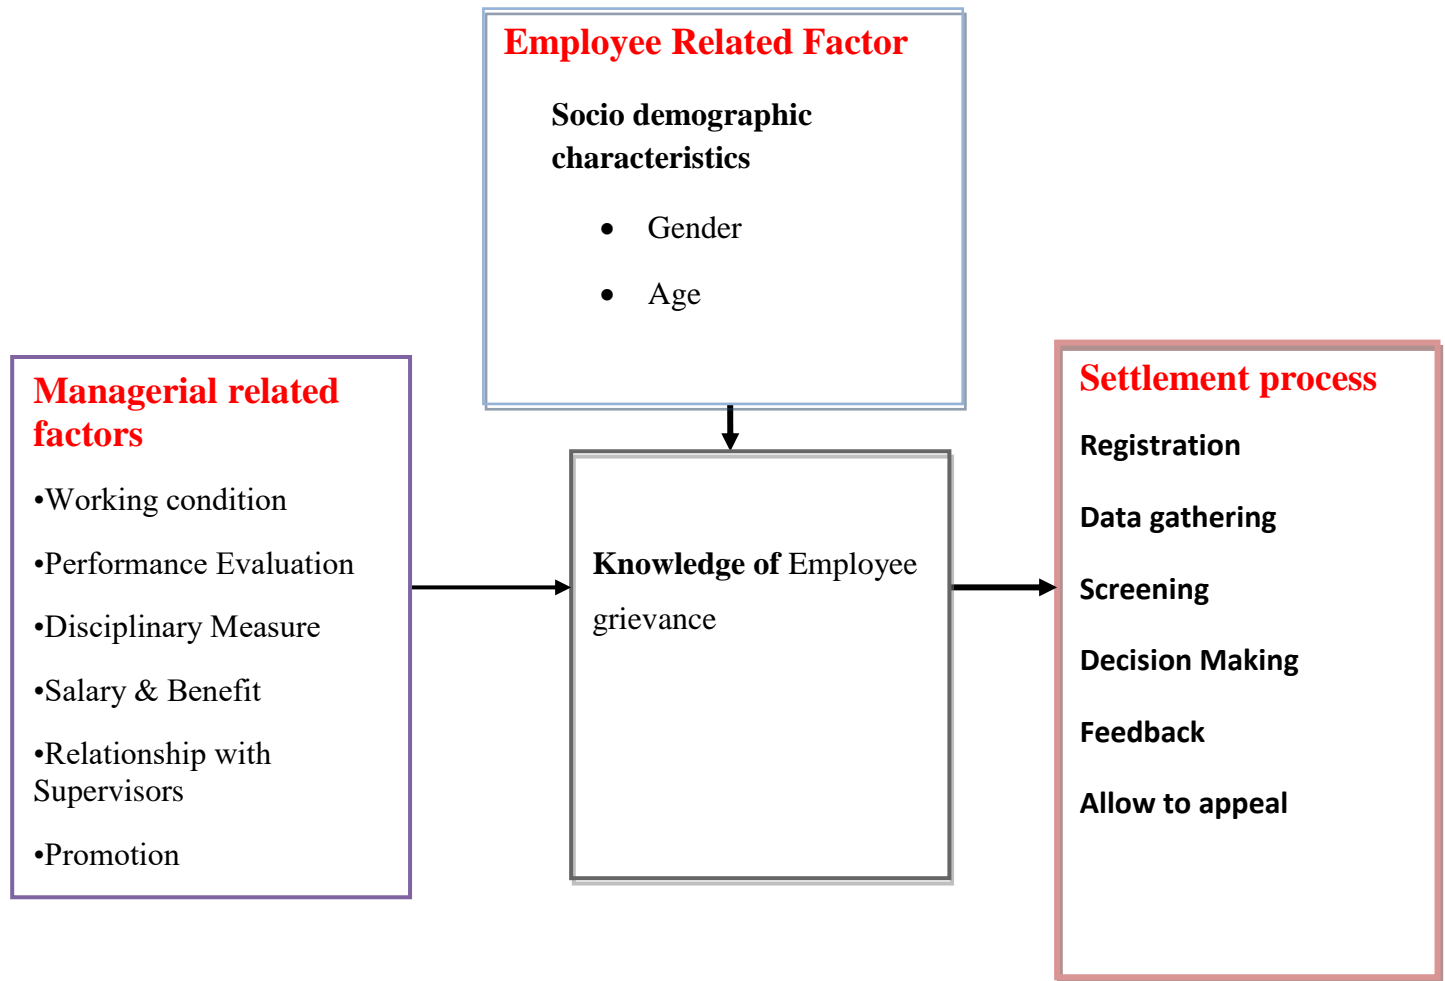 Employee Related Factor
Socio demographic
characteristics
• Gender
• Age
Managerial related
factors
•Working condition
•Performance Evaluation
•Disciplinary Measure
•Salary & Benefit
•Relationship with
Supervisors
•Promotion
Knowledge of Employee
grievance
Settlement process
Registration
Data gathering
Screening
Decision Making
Feedback
Allow to appeal